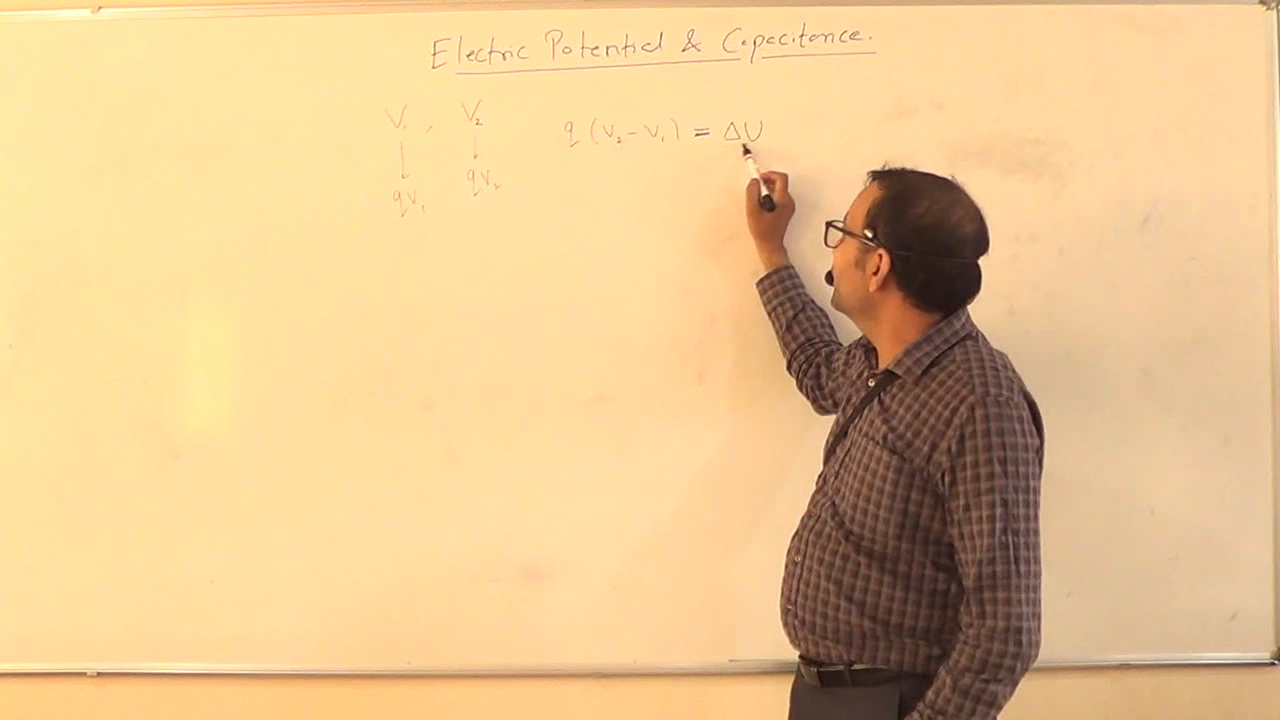 Electric Potential & Capacitance.
V₁ , V₂ q (V₂ - V₁) = ΔU
↓ ↓
qV₁ qV₂